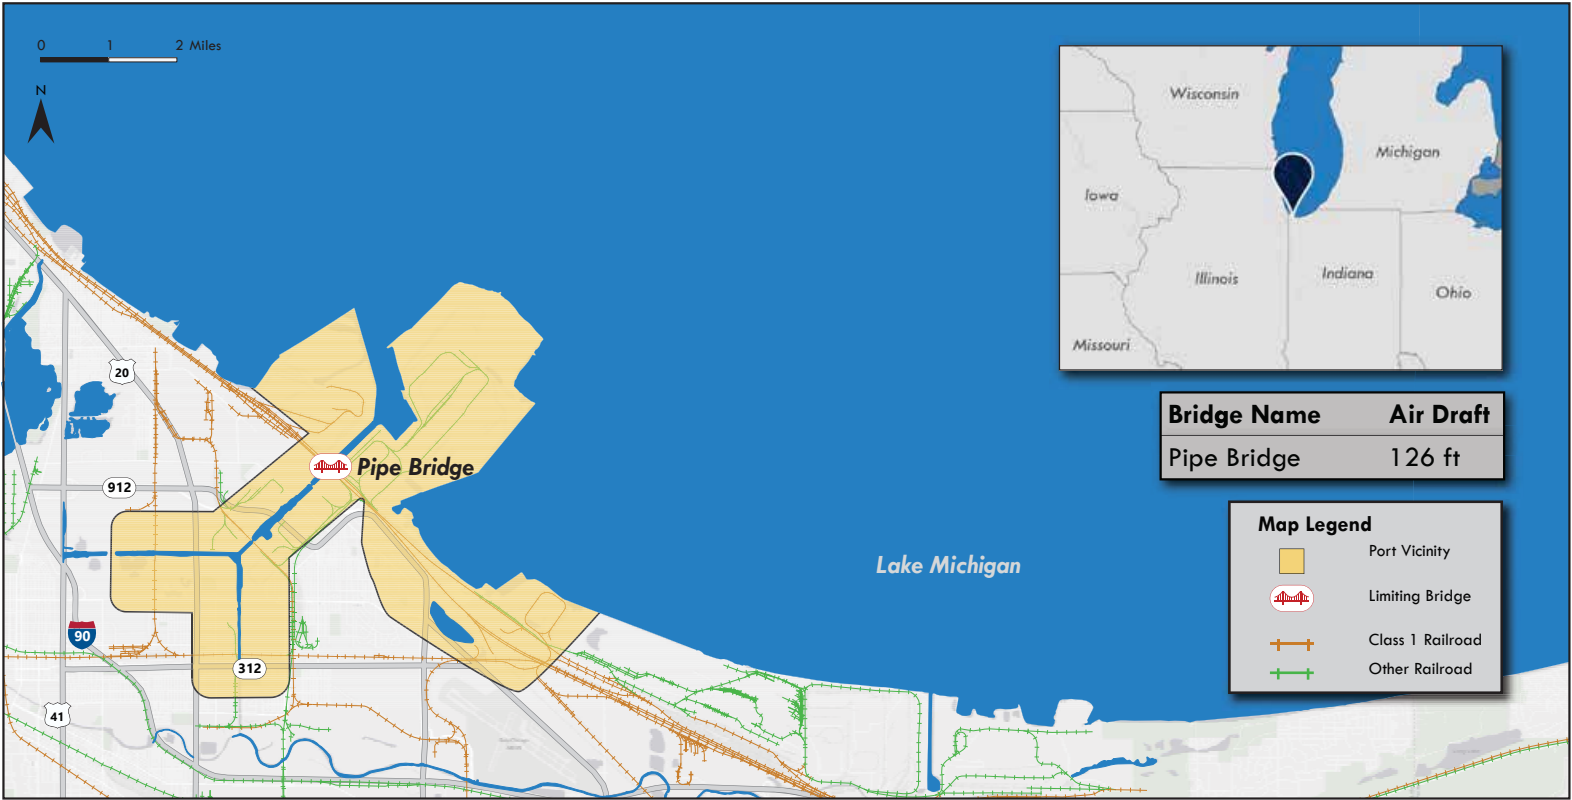 0 1 2 Miles
N
Wisconsin
Michigan
Iowa
Illinois
Indiana
Ohio
Missouri
20
Bridge Name Air Draft
Pipe Bridge 126 ft
Pipe Bridge
912
Map Legend
Port Vicinity
Limiting Bridge
Class 1 Railroad
Other Railroad
Lake Michigan
90
312
41